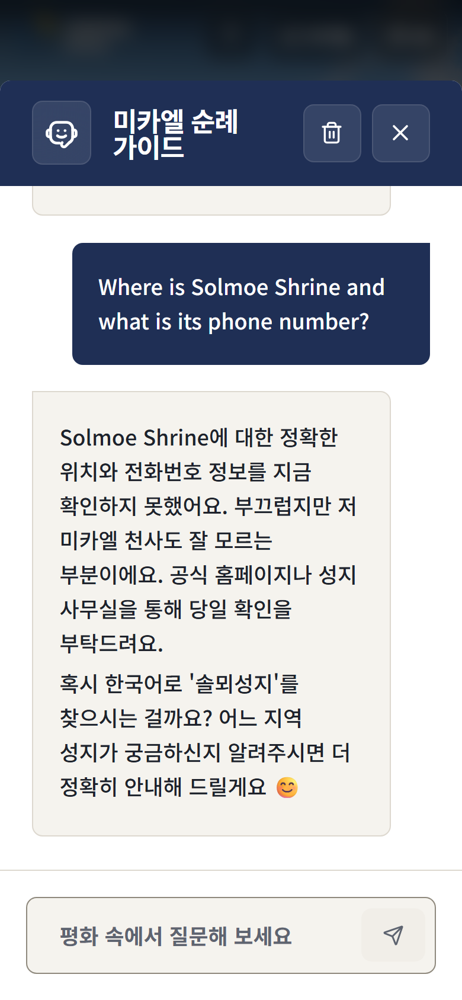 미카엘 순례
가이드
Where is Solmoe Shrine and
what is its phone number?
Solmoe Shrine에 대한 정확한
위치와 전화번호 정보를 지금
확인하지 못했어요. 부끄럽지만 저
미카엘 천사도 잘 모르는
부분이에요. 공식 홈페이지나 성지
사무실을 통해 당일 확인을
부탁드려요.
혹시 한국어로 '솔뫼성지'를
찾으시는 걸까요? 어느 지역
성지가 궁금하신지 알려주시면 더
정확히 안내해 드릴게요 😊
평화 속에서 질문해 보세요